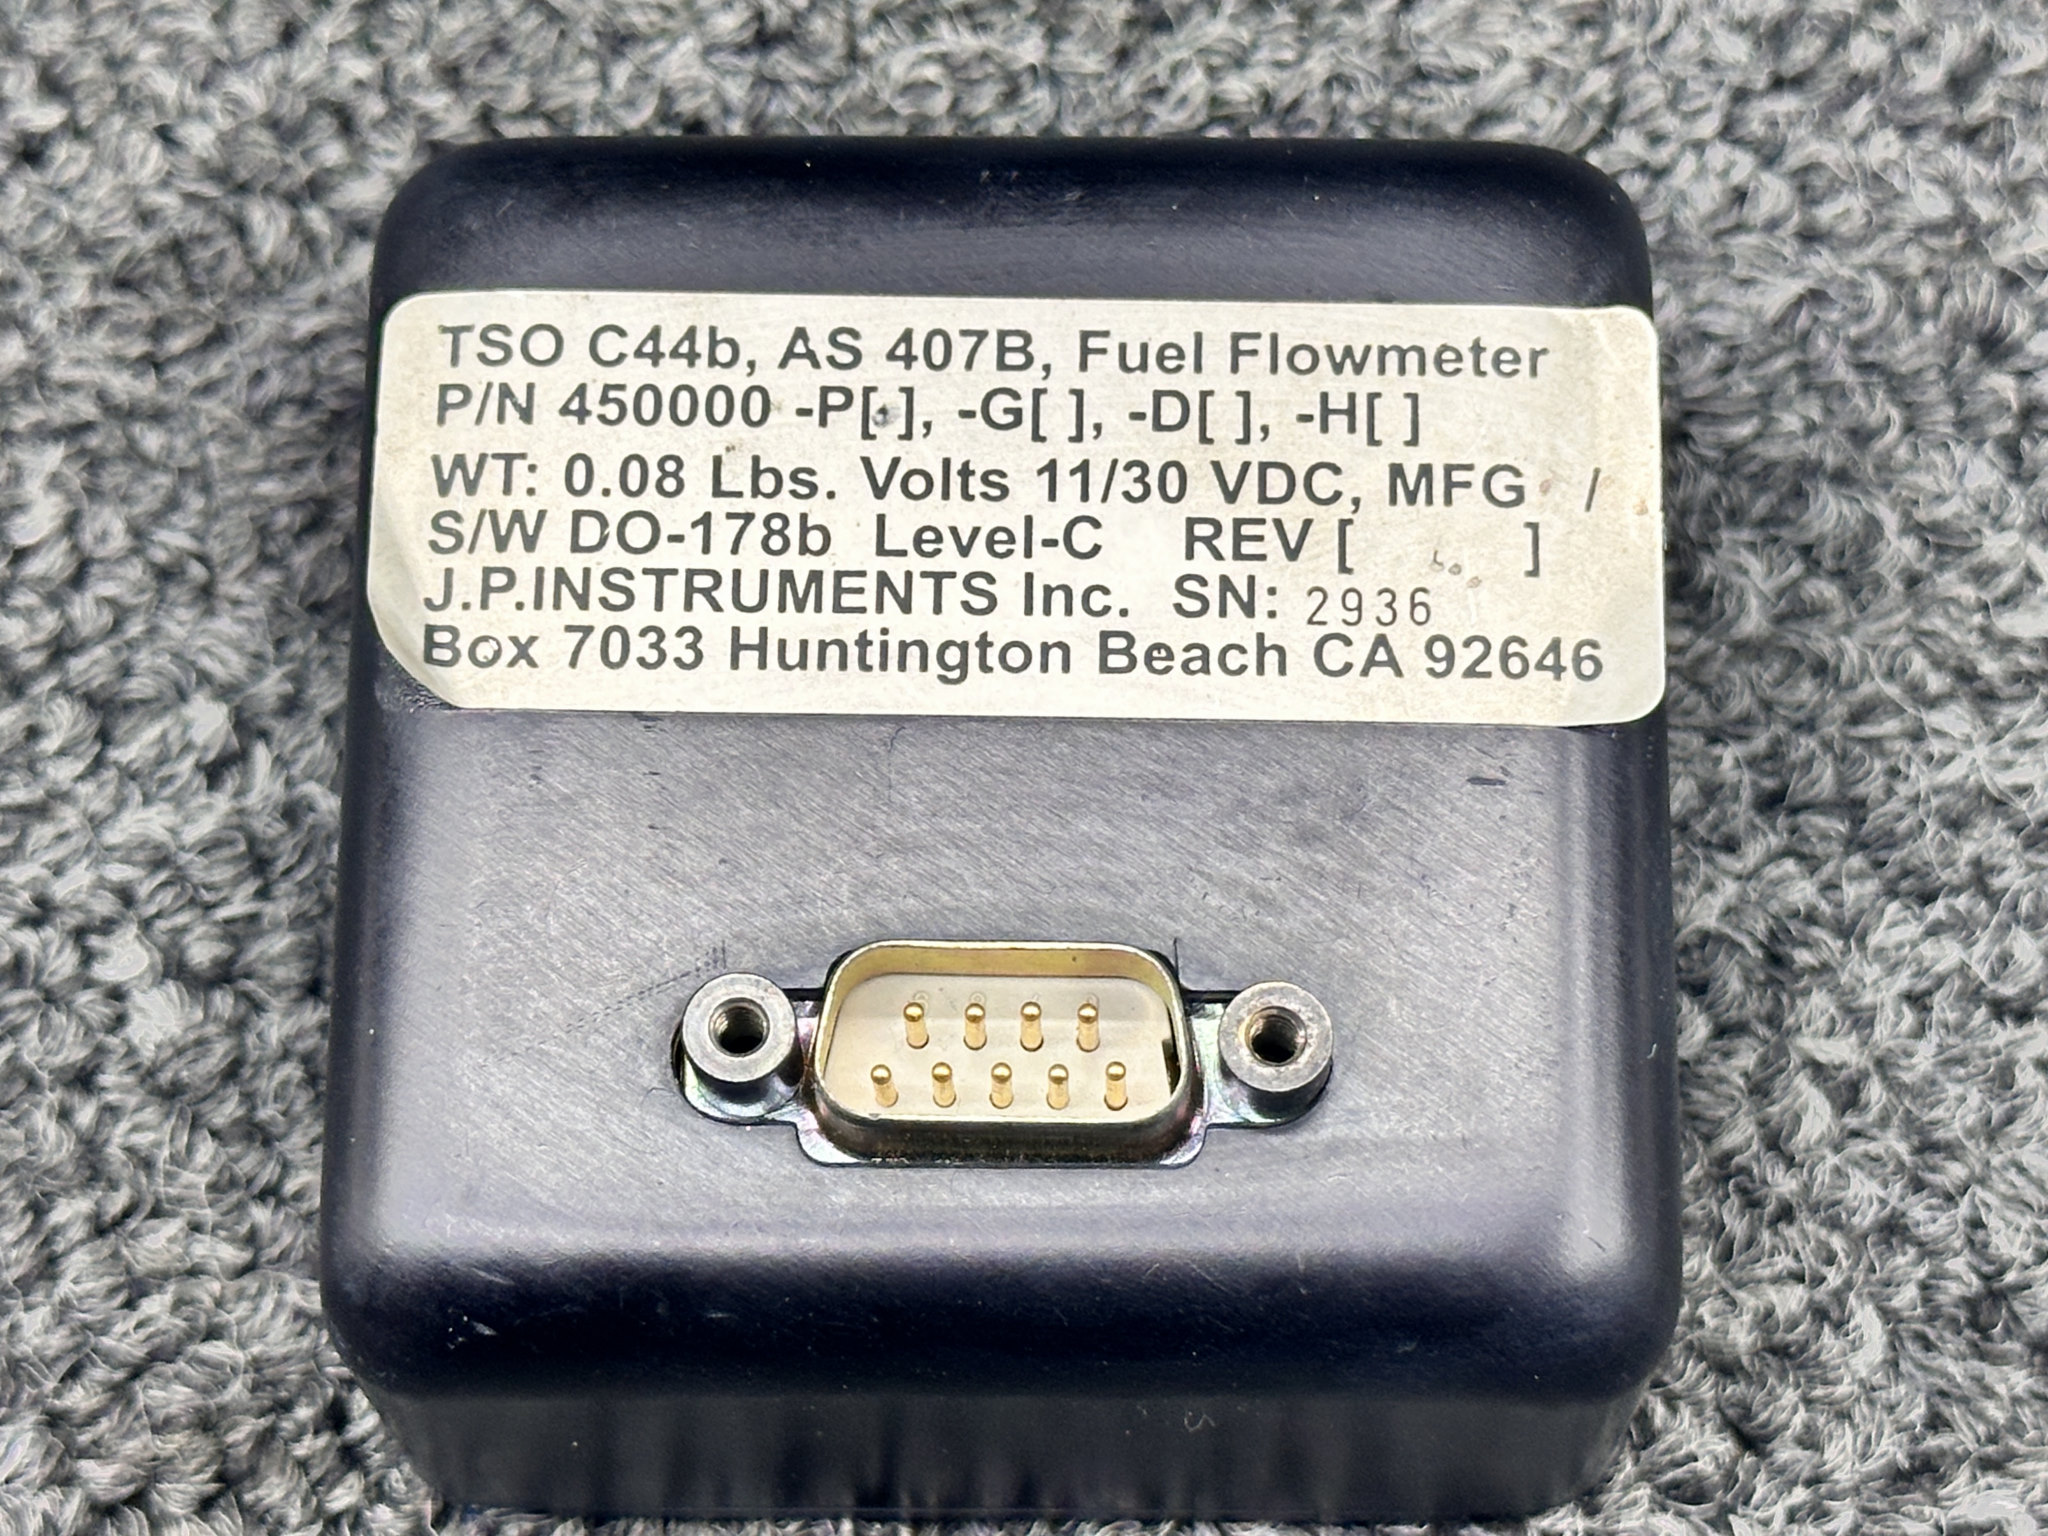 TSO C44b, AS 407B, Fuel Flowmeter
P/N 450000 -P[ ], -G[ ], -D[ ], -H[ ]
WT: 0.08 Lbs. Volts 11/30 VDC, MFG /
S/W DO-178b Level-C REV [ ]
J.P.INSTRUMENTS Inc. SN: 2936
Box 7033 Huntington Beach CA 92646